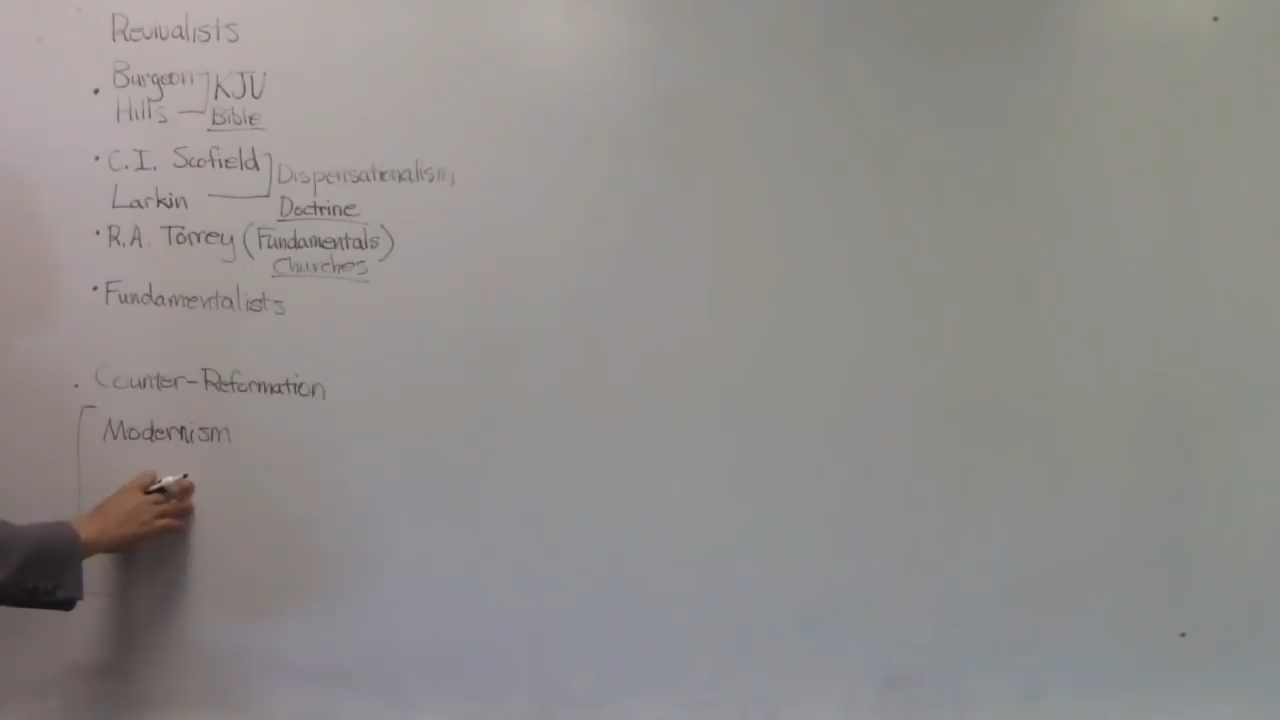 Revivalists
• Burgeon KJV
Hills Bible
• C.I. Scofield Dispensationalism,
Larkin Doctrine
• R.A. Torrey (Fundamentals)
Churches
• Fundamentalists
• Counter-Reformation
Modernism